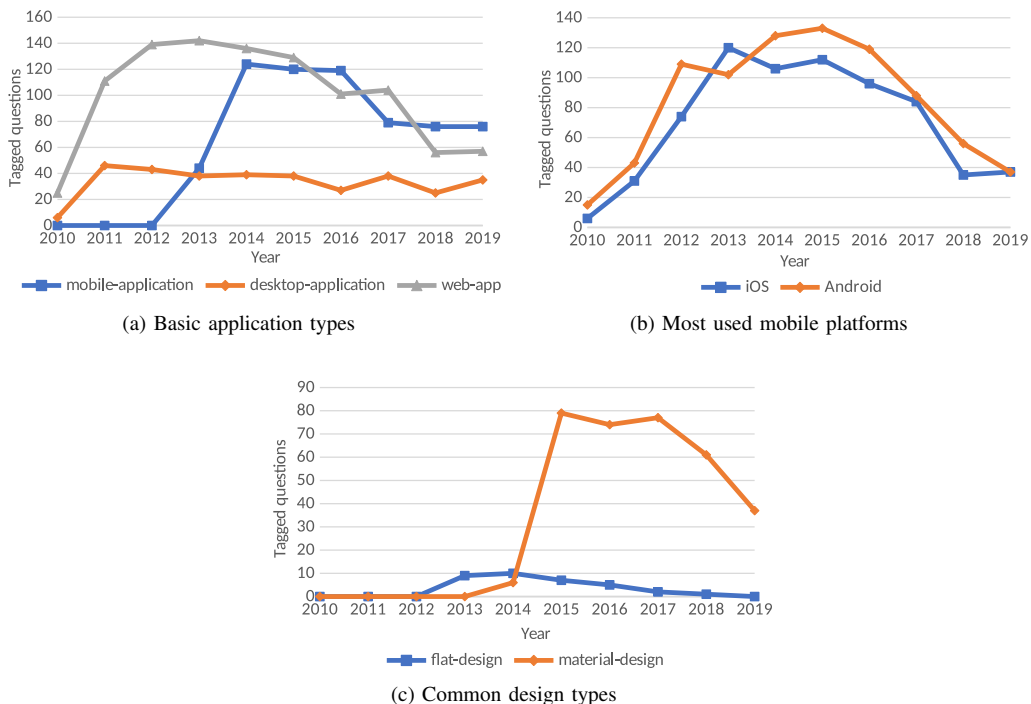 160
140
120
100
80
60
40
20
0
Tagged questions
2010 2011 2012 2013 2014 2015 2016 2017 2018 2019
Year
mobile-application desktop-application web-app
(a) Basic application types
140
120
100
80
60
40
20
0
Tagged questions
2010 2011 2012 2013 2014 2015 2016 2017 2018 2019
Year
iOS Android
(b) Most used mobile platforms
90
80
70
60
50
40
30
20
10
0
Tagged questions
2010 2011 2012 2013 2014 2015 2016 2017 2018 2019
Year
flat-design material-design
(c) Common design types